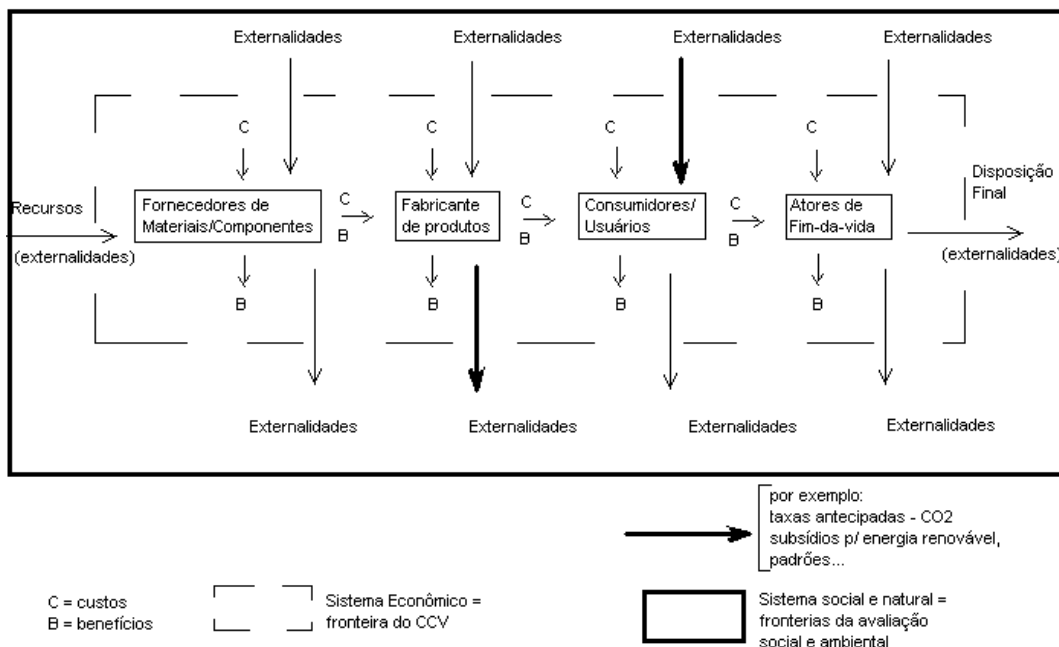 Externalidades Externalidades Externalidades Externalidades
C C C C
Disposição
Final
Recursos
Fornecedores de
Materiais/Componentes
C
B
Fabricante
de produtos
C
B
Consumidores/
Usuários
C
B
Atores de
Fim-da-vida
(externalidades) (externalidades)
B B B B
Externalidades Externalidades Externalidades Externalidades
por exemplo:
taxas antecipadas - CO2
subsídios p/ energia renovável,
padrões...
C = custos
B = benefícios
Sistema Econômico =
fronteira do CCV
Sistema social e natural =
fronterias da avaliação
social e ambiental